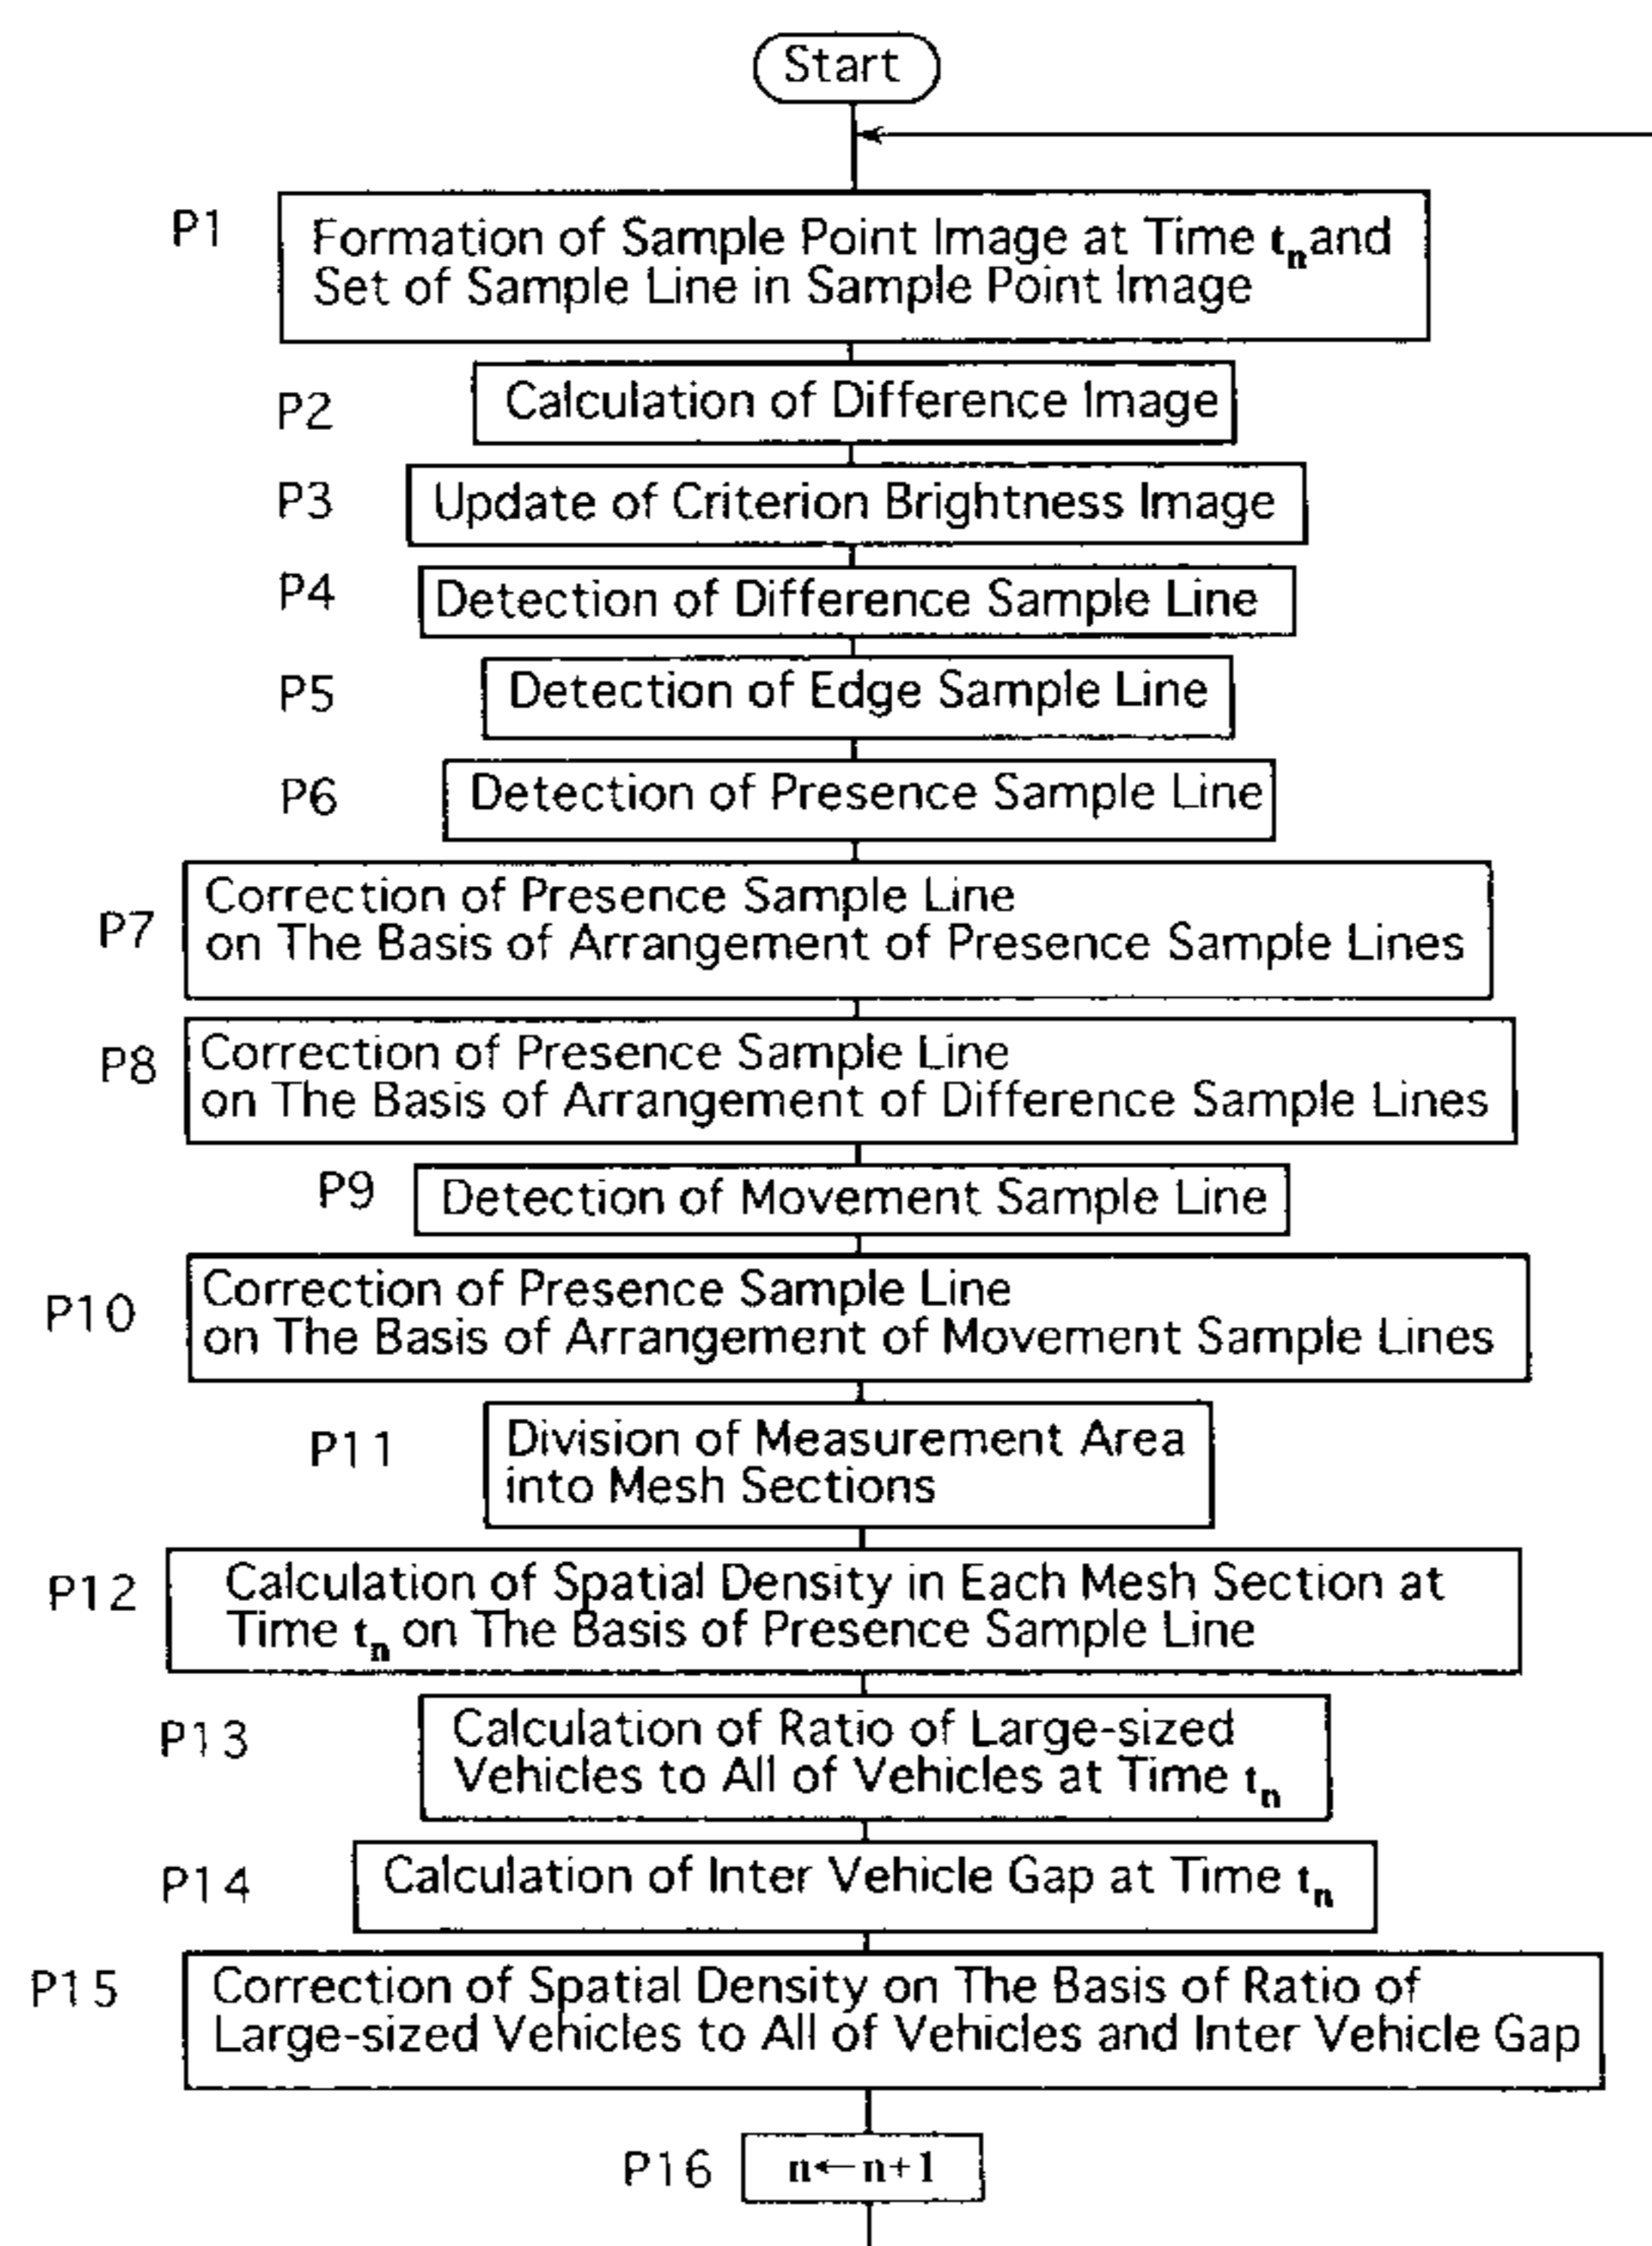 Start
P1
Formation of Sample Point Image at Time tn and
Set of Sample Line in Sample Point Image
P2
Calculation of Difference Image
P3
Update of Criterion Brightness Image
P4
Detection of Difference Sample Line
P5
Detection of Edge Sample Line
P6
Detection of Presence Sample Line
P7
Correction of Presence Sample Line
on The Basis of Arrangement of Presence Sample Lines
P8
Correction of Presence Sample Line
on The Basis of Arrangement of Difference Sample Lines
P9
Detection of Movement Sample Line
P10
Correction of Presence Sample Line
on The Basis of Arrangement of Movement Sample Lines
P11
Division of Measurement Area
into Mesh Sections
P12
Calculation of Spatial Density in Each Mesh Section at
Time tn on The Basis of Presence Sample Line
P13
Calculation of Ratio of Large-sized
Vehicles to All of Vehicles at Time tn
P14
Calculation of Inter Vehicle Gap at Time tn
P15
Correction of Spatial Density on The Basis of Ratio of
Large-sized Vehicles to All of Vehicles and Inter Vehicle Gap
P16
n←n+1